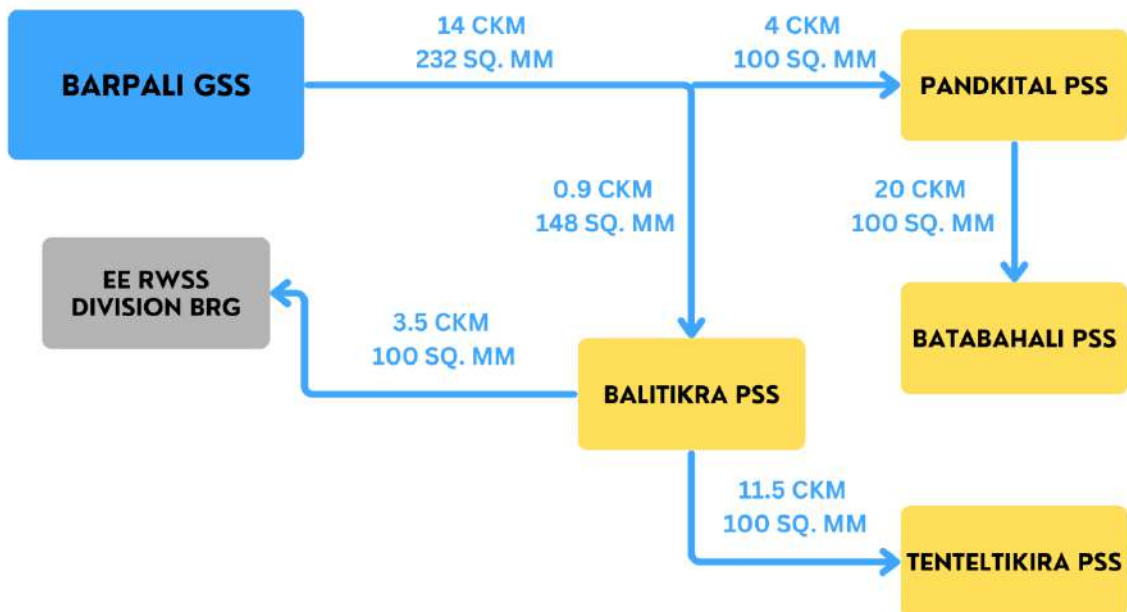 14 CKM
232 SQ. MM
4 CKM
100 SQ. MM
BARPALI GSS
PANDKITAL PSS
0.9 CKM
148 SQ. MM
20 CKM
100 SQ. MM
EE RWSS
DIVISION BRG
3.5 CKM
100 SQ. MM
BATABAHALI PSS
BALITIKRA PSS
11.5 CKM
100 SQ. MM
TENTELTIKIRA PSS